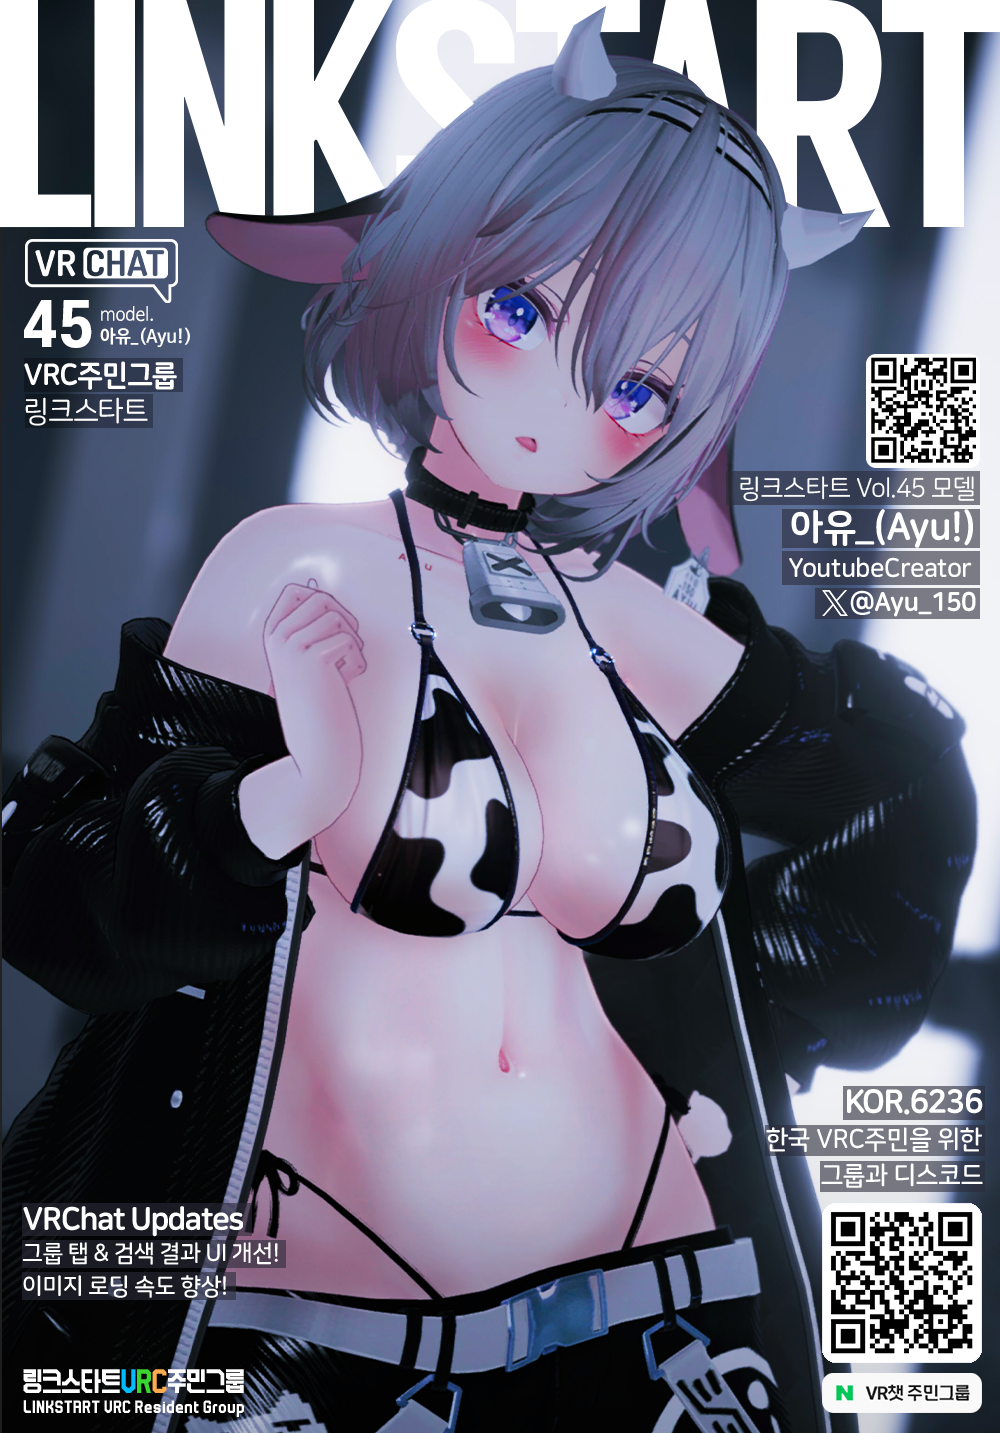 LINKSTART
VR CHAT
45 model.
아유_(Ayu!)
VRC주민그룹
링크스타트
링크스타트 Vol.45 모델
아유_(Ayu!)
YoutubeCreator
X@Ayu_150
A U
KOR.6236
한국 VRC주민을 위한
그룹과 디스코드
VRChat Updates
그룹 탭 & 검색 결과 UI 개선!
이미지 로딩 속도 향상!
링크스타트VRC주민그룹
LINKSTART VRC Resident Group
N VR챗 주민그룹